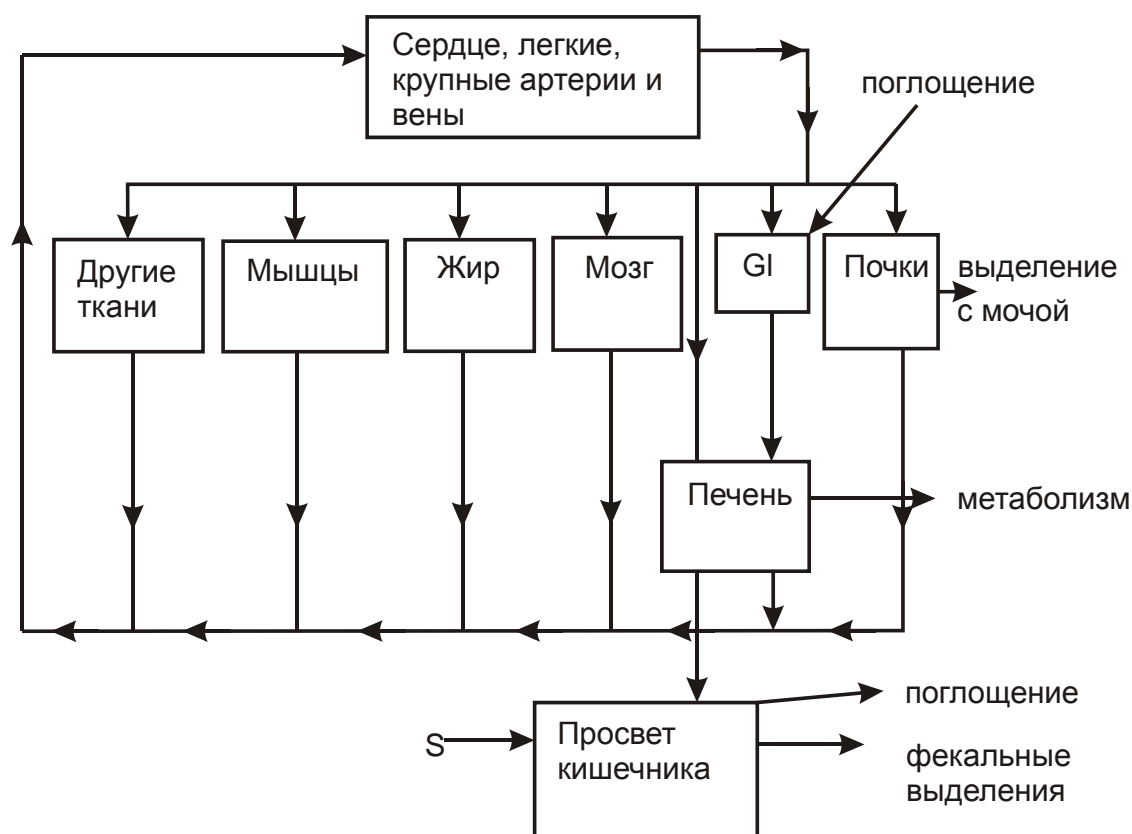 Сердце, легкие,
крупные артерии и
вены
поглощение
Другие
ткани
Мышцы
Жир
Мозг
GI
Почки
выделение
с мочой
Печень
метаболизм
S
Просвет
кишечника
поглощение
фекальные
выделения